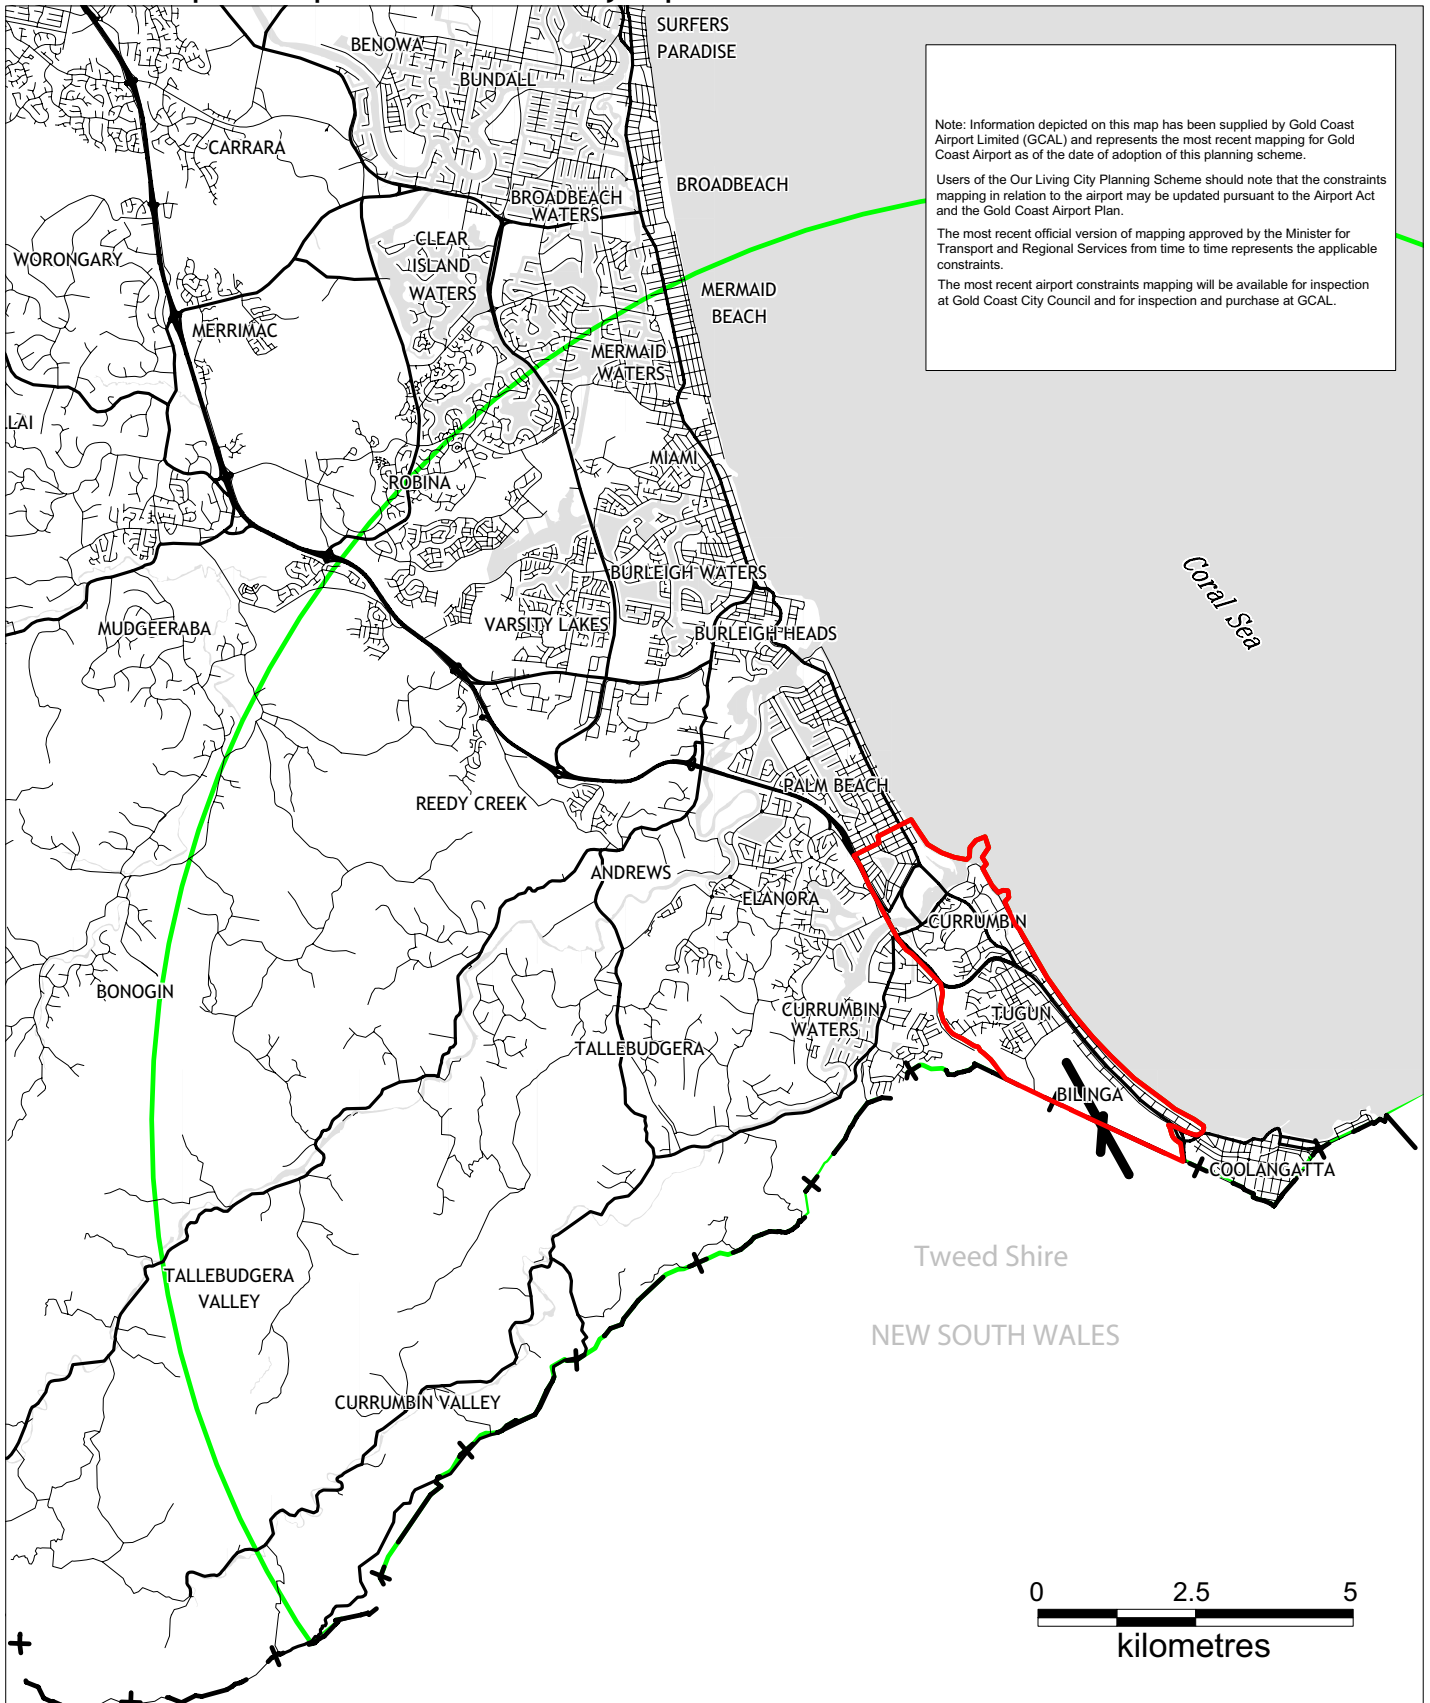 SURFERS
PARADISE
BENOWA
BUNDALL
CARRARA
BROADBEACH
BROADBEACH
WATERS
CLEAR
ISLAND
WATERS
WORONGARY
MERMAID
BEACH
MERRIMAC
MERMAID
WATERS
LAI
MIAMI
ROBINA
BURLEIGH WATERS
VARSITY LAKES
MUDGEERABA
BURLEIGH HEADS
PALM BEACH
REEDY CREEK
ANDREWS
ELANORA
CURRUMBIN
BONOGIN
CURRUMBIN
WATERS
TUGUN
TALLEBUDGERA
BILINGA
COOLANGATTA
TALLEBUDGERA
VALLEY
CURRUMBIN VALLEY
Note: Information depicted on this map has been supplied by Gold Coast
Airport Limited (GCAL) and represents the most recent mapping for Gold
Coast Airport as of the date of adoption of this planning scheme.
Users of the Our Living City Planning Scheme should note that the constraints
mapping in relation to the airport may be updated pursuant to the Airport Act
and the Gold Coast Airport Plan.
The most recent official version of mapping approved by the Minister for
Transport and Regional Services from time to time represents the applicable
constraints.
The most recent airport constraints mapping will be available for inspection
at Gold Coast City Council and for inspection and purchase at GCAL.
Coral Sea
Tweed Shire
NEW SOUTH WALES
0 2.5 5
kilometres